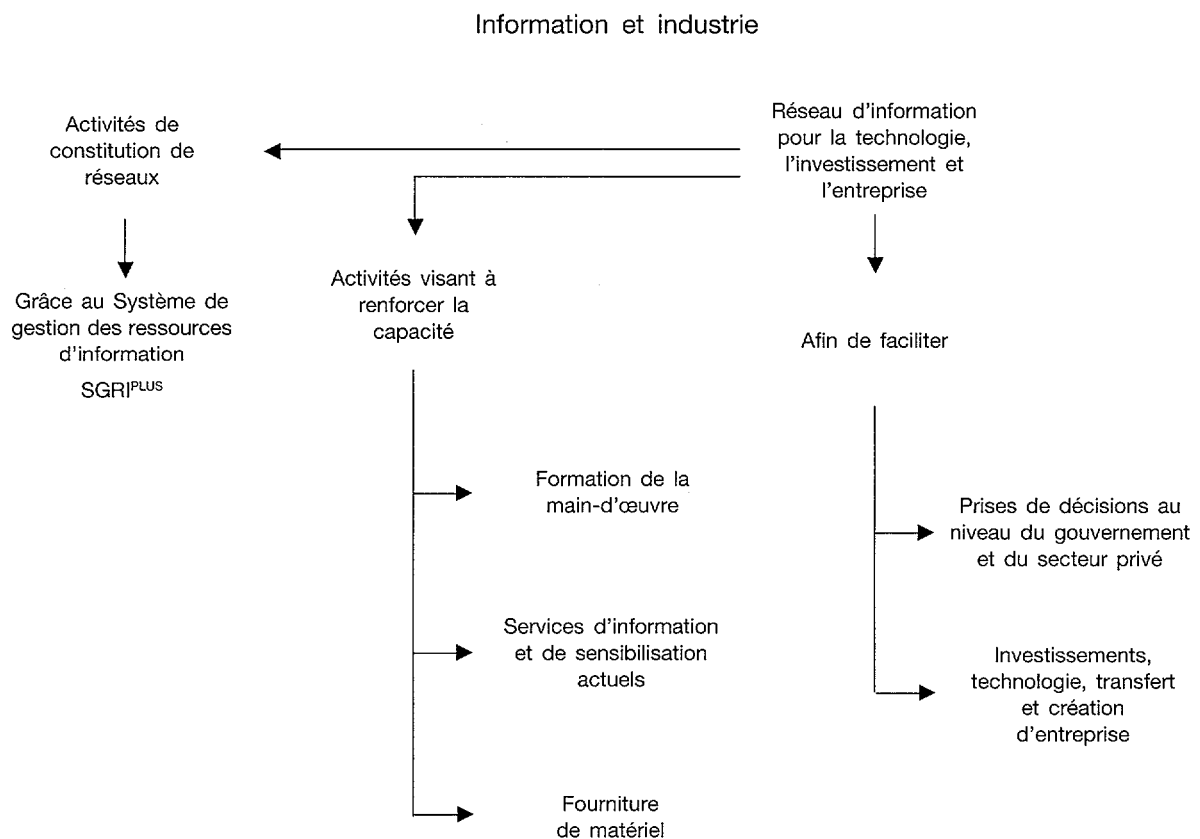 Information et industrie
Activités de
constitution de
réseaux
Réseau d'information
pour la technologie,
l'investissement et
l'entreprise
Grâce au Système de
gestion des ressources
d'information
SGRIPLUS
Activités visant à
renforcer la
capacité
Afin de faciliter
Formation de la
main-d'œuvre
Services d'information
et de sensibilisation
actuels
Fourniture
de matériel
Prises de décisions au
niveau du gouvernement
et du secteur privé
Investissements,
technologie, transfert
et création
d'entreprise